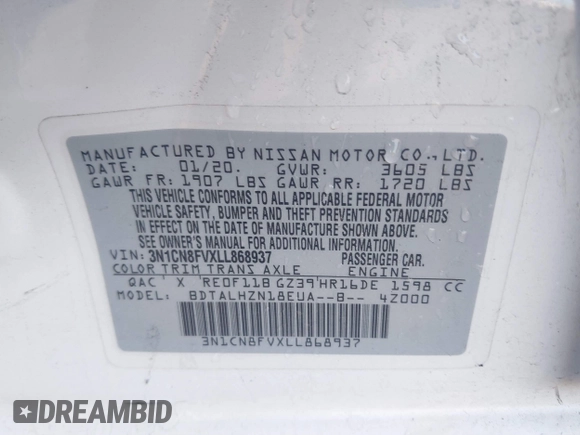 MANUFACTURED BY NISSAN MOTOR CO., LTD.
DATE: 01/20. GVWR: 3605 LBS
GAWR FR: 1907 LBS GAWR RR: 1720 LBS
THIS VEHICLE CONFORMS TO ALL APPLICABLE FEDERAL MOTOR
VEHICLE SAFETY, BUMPER AND THEFT PREVENTION STANDARDS
IN EFFECT ON THE DATE OF MANUFACTURE SHOWN ABOVE.
SEE OWNER'S MANUAL FOR ADDITIONAL INFORMATION
VIN: 3N1CN8FVXLL868937 PASSENGER CAR.
COLOR TRIM TRANS AXLE ENGINE
QAC' X 'RE0F11B GZ39'HR16DE 1598 CC
MODEL: BDTALHZN18EUA--B-- 4Z000
3N1CN8FVXLL868937
DREAMBID